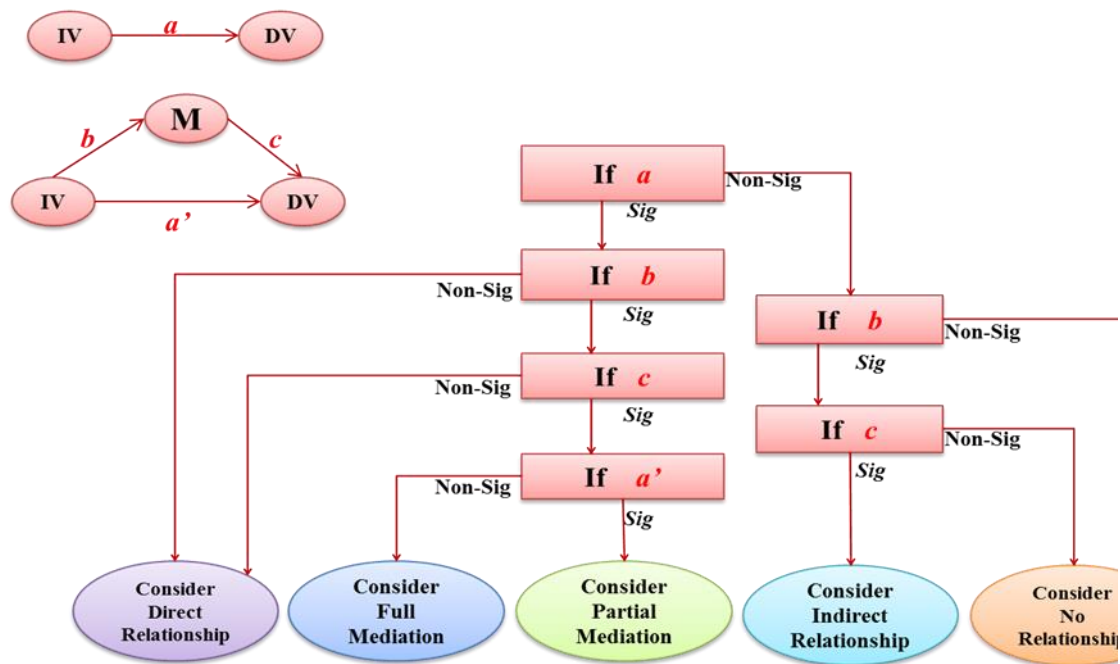 IV
a
DV
M
b
c
IV
DV
a’
If a
Non-Sig
Sig
If b
Non-Sig
Sig
If b
Non-Sig
Sig
If c
Non-Sig
Sig
If c
Non-Sig
Sig
If a’
Non-Sig
Sig
Consider
Direct
Relationship
Consider
Full
Mediation
Consider
Partial
Mediation
Consider
Indirect
Relationship
Consider
No
Relationship